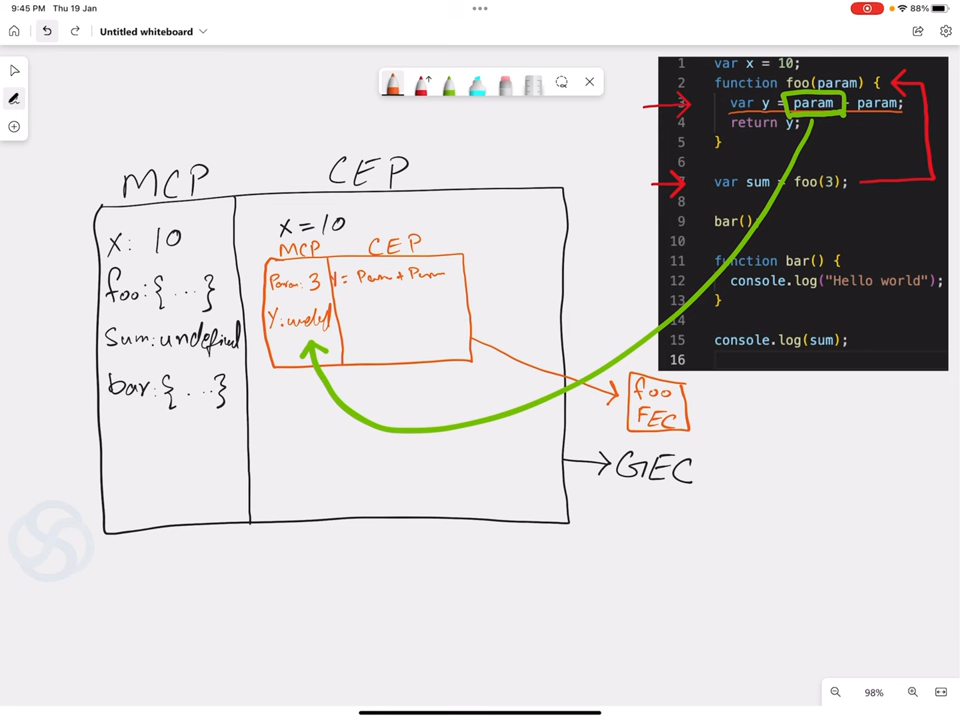 9:45 PM Thu 19 Jan
88%
Untitled whiteboard
1 var x = 10;
2 function foo(param) {
3 var y = param + param;
4 return y;
5 }
6
7 var sum = foo(3);
8
9 bar();
10
11 function bar() {
12 console.log("Hello world");
13 }
14
15 console.log(sum);
16
MCP
CEP
x: 10
foo:{...}
Sum:undefined
bar:{....}
x=10
MCP CEP
Param: 3
Y:undef
Y= Param + Param
foo
FEC
GEC
98%